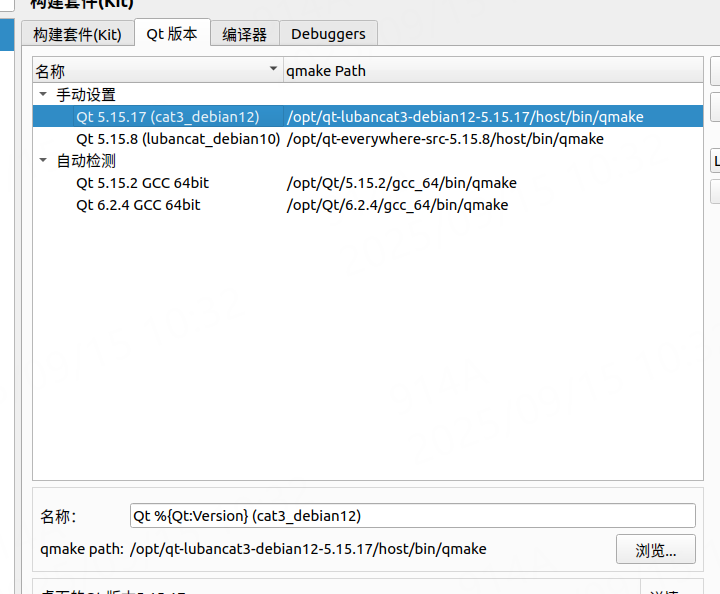 构建套件(Kit)
构建套件(Kit) Qt 版本 编译器 Debuggers
名称 qmake Path
手动设置
Qt 5.15.17 (cat3_debian12) /opt/qt-lubancat3-debian12-5.15.17/host/bin/qmake
Qt 5.15.8 (lubancat_debian10) /opt/qt-everywhere-src-5.15.8/host/bin/qmake
自动检测
Qt 5.15.2 GCC 64bit /opt/Qt/5.15.2/gcc_64/bin/qmake
Qt 6.2.4 GCC 64bit /opt/Qt/6.2.4/gcc_64/bin/qmake
名称: Qt %{Qt:Version} (cat3_debian12)
qmake path: /opt/qt-lubancat3-debian12-5.15.17/host/bin/qmake 浏览...